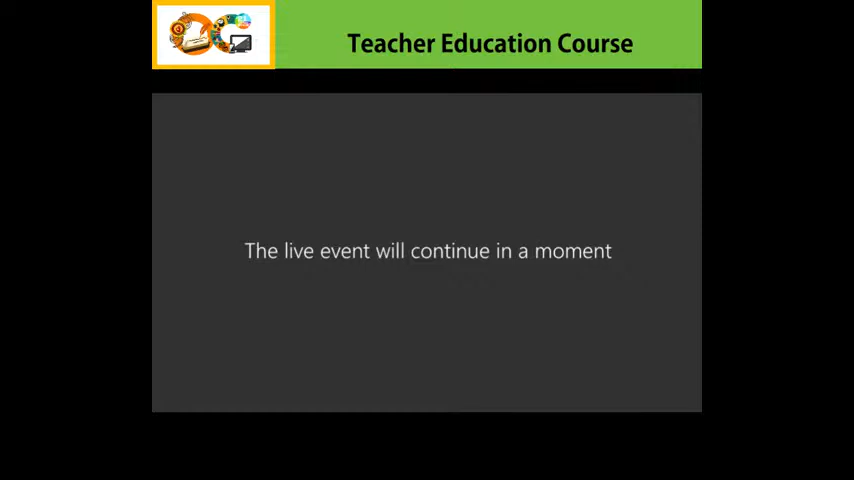 Teacher Education Course
The live event will continue in a moment